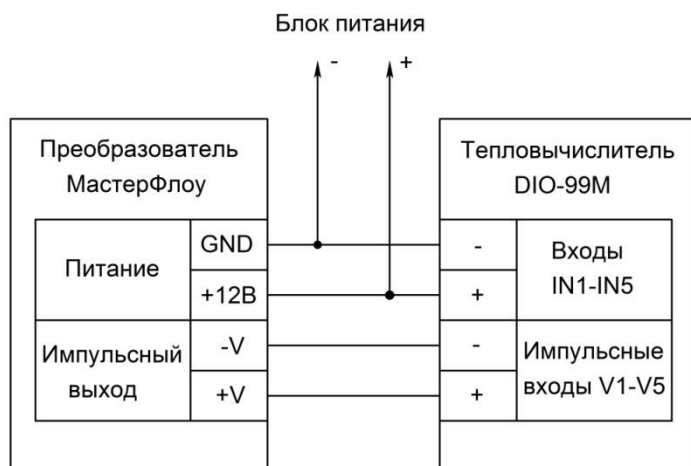 Блок питания
- +
Преобразователь
МастерФлоу
Тепловычислитель
DIO-99M
Питание
GND
+12В
Импульсный
выход
-V
+V
-
+
Входы
IN1-IN5
-
+
Импульсные
входы V1-V5